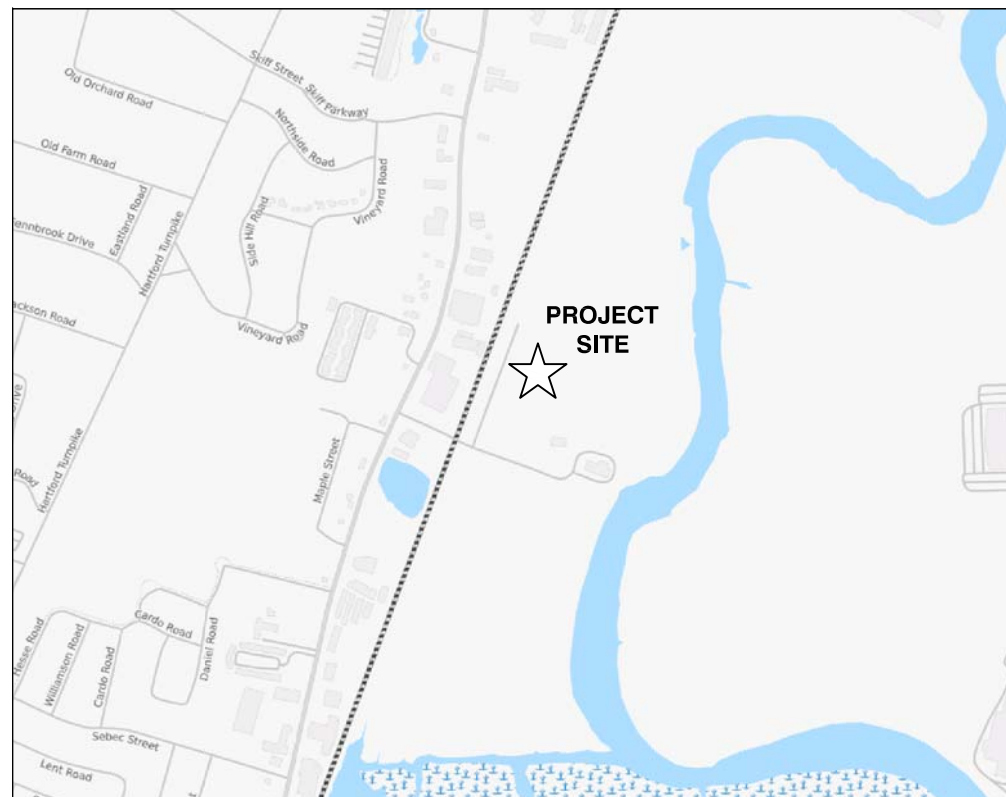 Skiff Street
Skiff Parkway
Old Orchard Road
Northside Road
Old Farm Road
Vineyard Road
Eastland Road
Side Hill Road
ennbrook Drive
Hartford Turnpike
ackson Road
Vineyard Road
PROJECT
SITE
Drive
Maple Street
Road
Hartford Turnpike
Cardo Road
Hesse Road
Williamson Road
Cardo Road
Daniel Road
Sebec Street
Lent Road